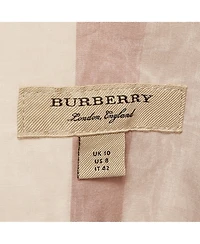 BURBERRY
London, England
UK 10
US 8
IT 42